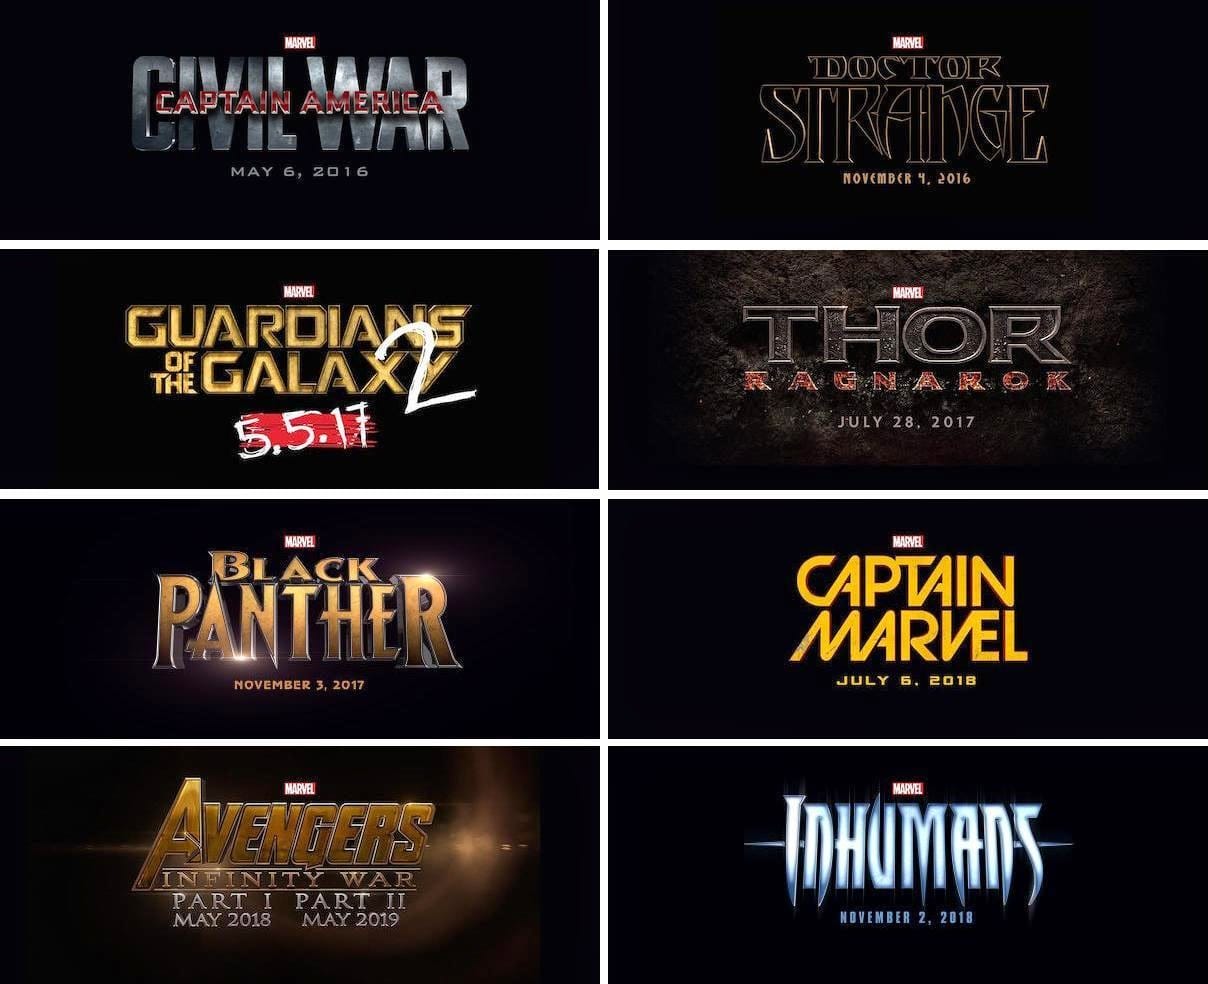 MARVEL
CIVIL WAR
CAPTAIN AMERICA
MAY 6, 2016
MARVEL
DOCTOR
STRANGE
NOVEMBER 4, 2016
MARVEL
GUARDIANS
OF THE GALAXY 2
5.5.17
MARVEL
THOR
RAGNAROK
JULY 28, 2017
MARVEL
BLACK
PANTHER
NOVEMBER 3, 2017
MARVEL
CAPTAIN
MARVEL
JULY 6, 2018
MARVEL
AVENGERS
INFINITY WAR
PART I PART II
MAY 2018 MAY 2019
MARVEL
INHUMANS
NOVEMBER 2, 2018